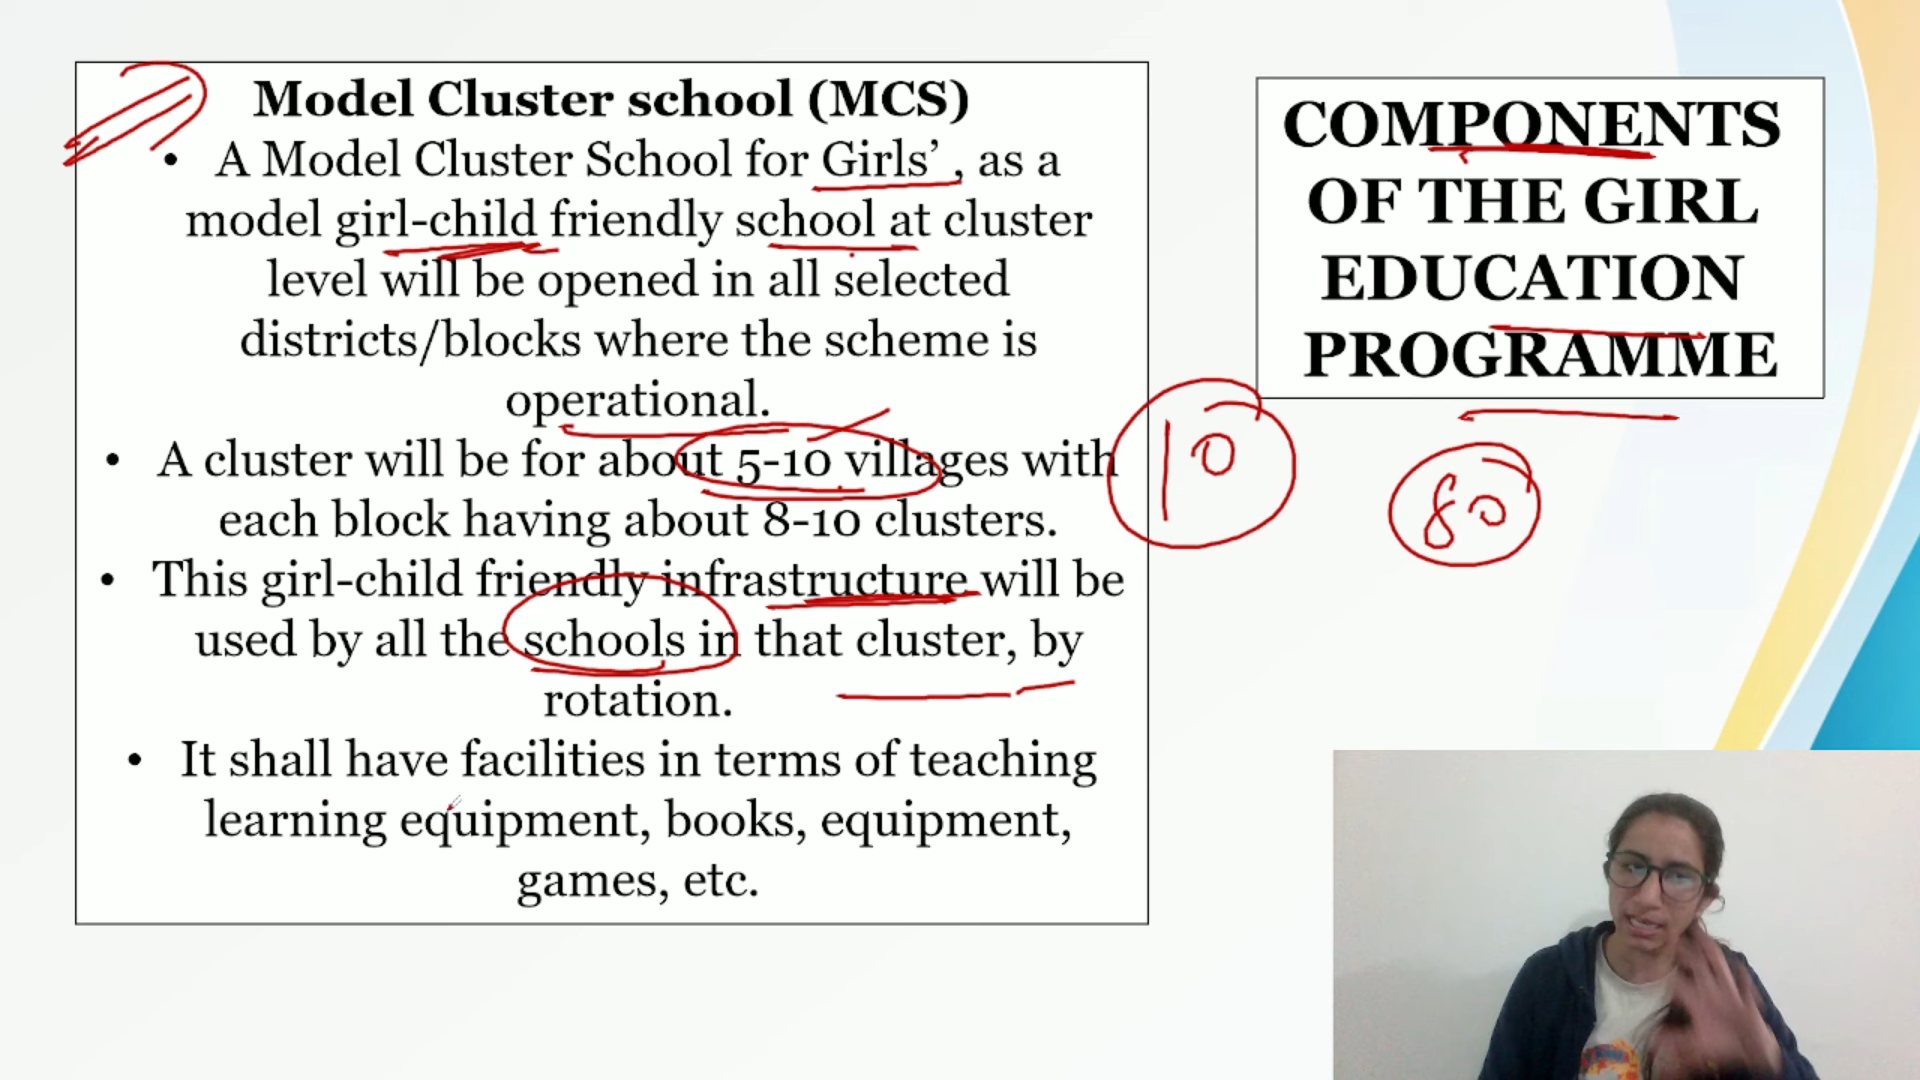 Model Cluster school (MCS)
• A Model Cluster School for Girls’ , as a
model girl-child friendly school at cluster
level will be opened in all selected
districts/blocks where the scheme is
operational.
• A cluster will be for about 5-10 villages with
each block having about 8-10 clusters.
• This girl-child friendly infrastructure will be
used by all the schools in that cluster, by
rotation.
• It shall have facilities in terms of teaching
learning equipment, books, equipment,
games, etc.
COMPONENTS
OF THE GIRL
EDUCATION
PROGRAMME
10
80